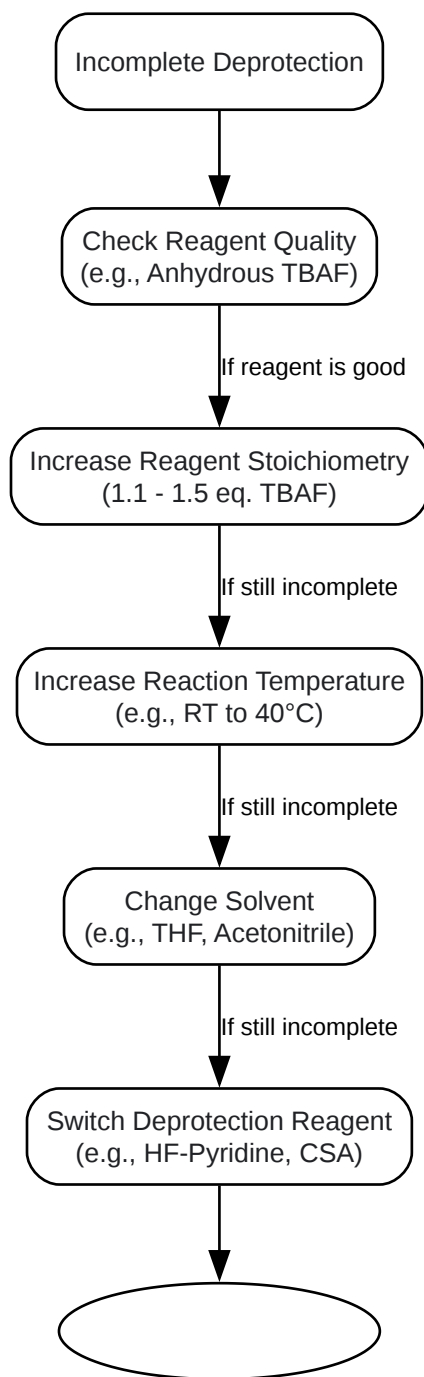 Incomplete Deprotection
Check Reagent Quality
(e.g., Anhydrous TBAF)
If reagent is good
Increase Reagent Stoichiometry
(1.1 - 1.5 eq. TBAF)
If still incomplete
Increase Reaction Temperature
(e.g., RT to 40°C)
If still incomplete
Change Solvent
(e.g., THF, Acetonitrile)
If still incomplete
Switch Deprotection Reagent
(e.g., HF-Pyridine, CSA)